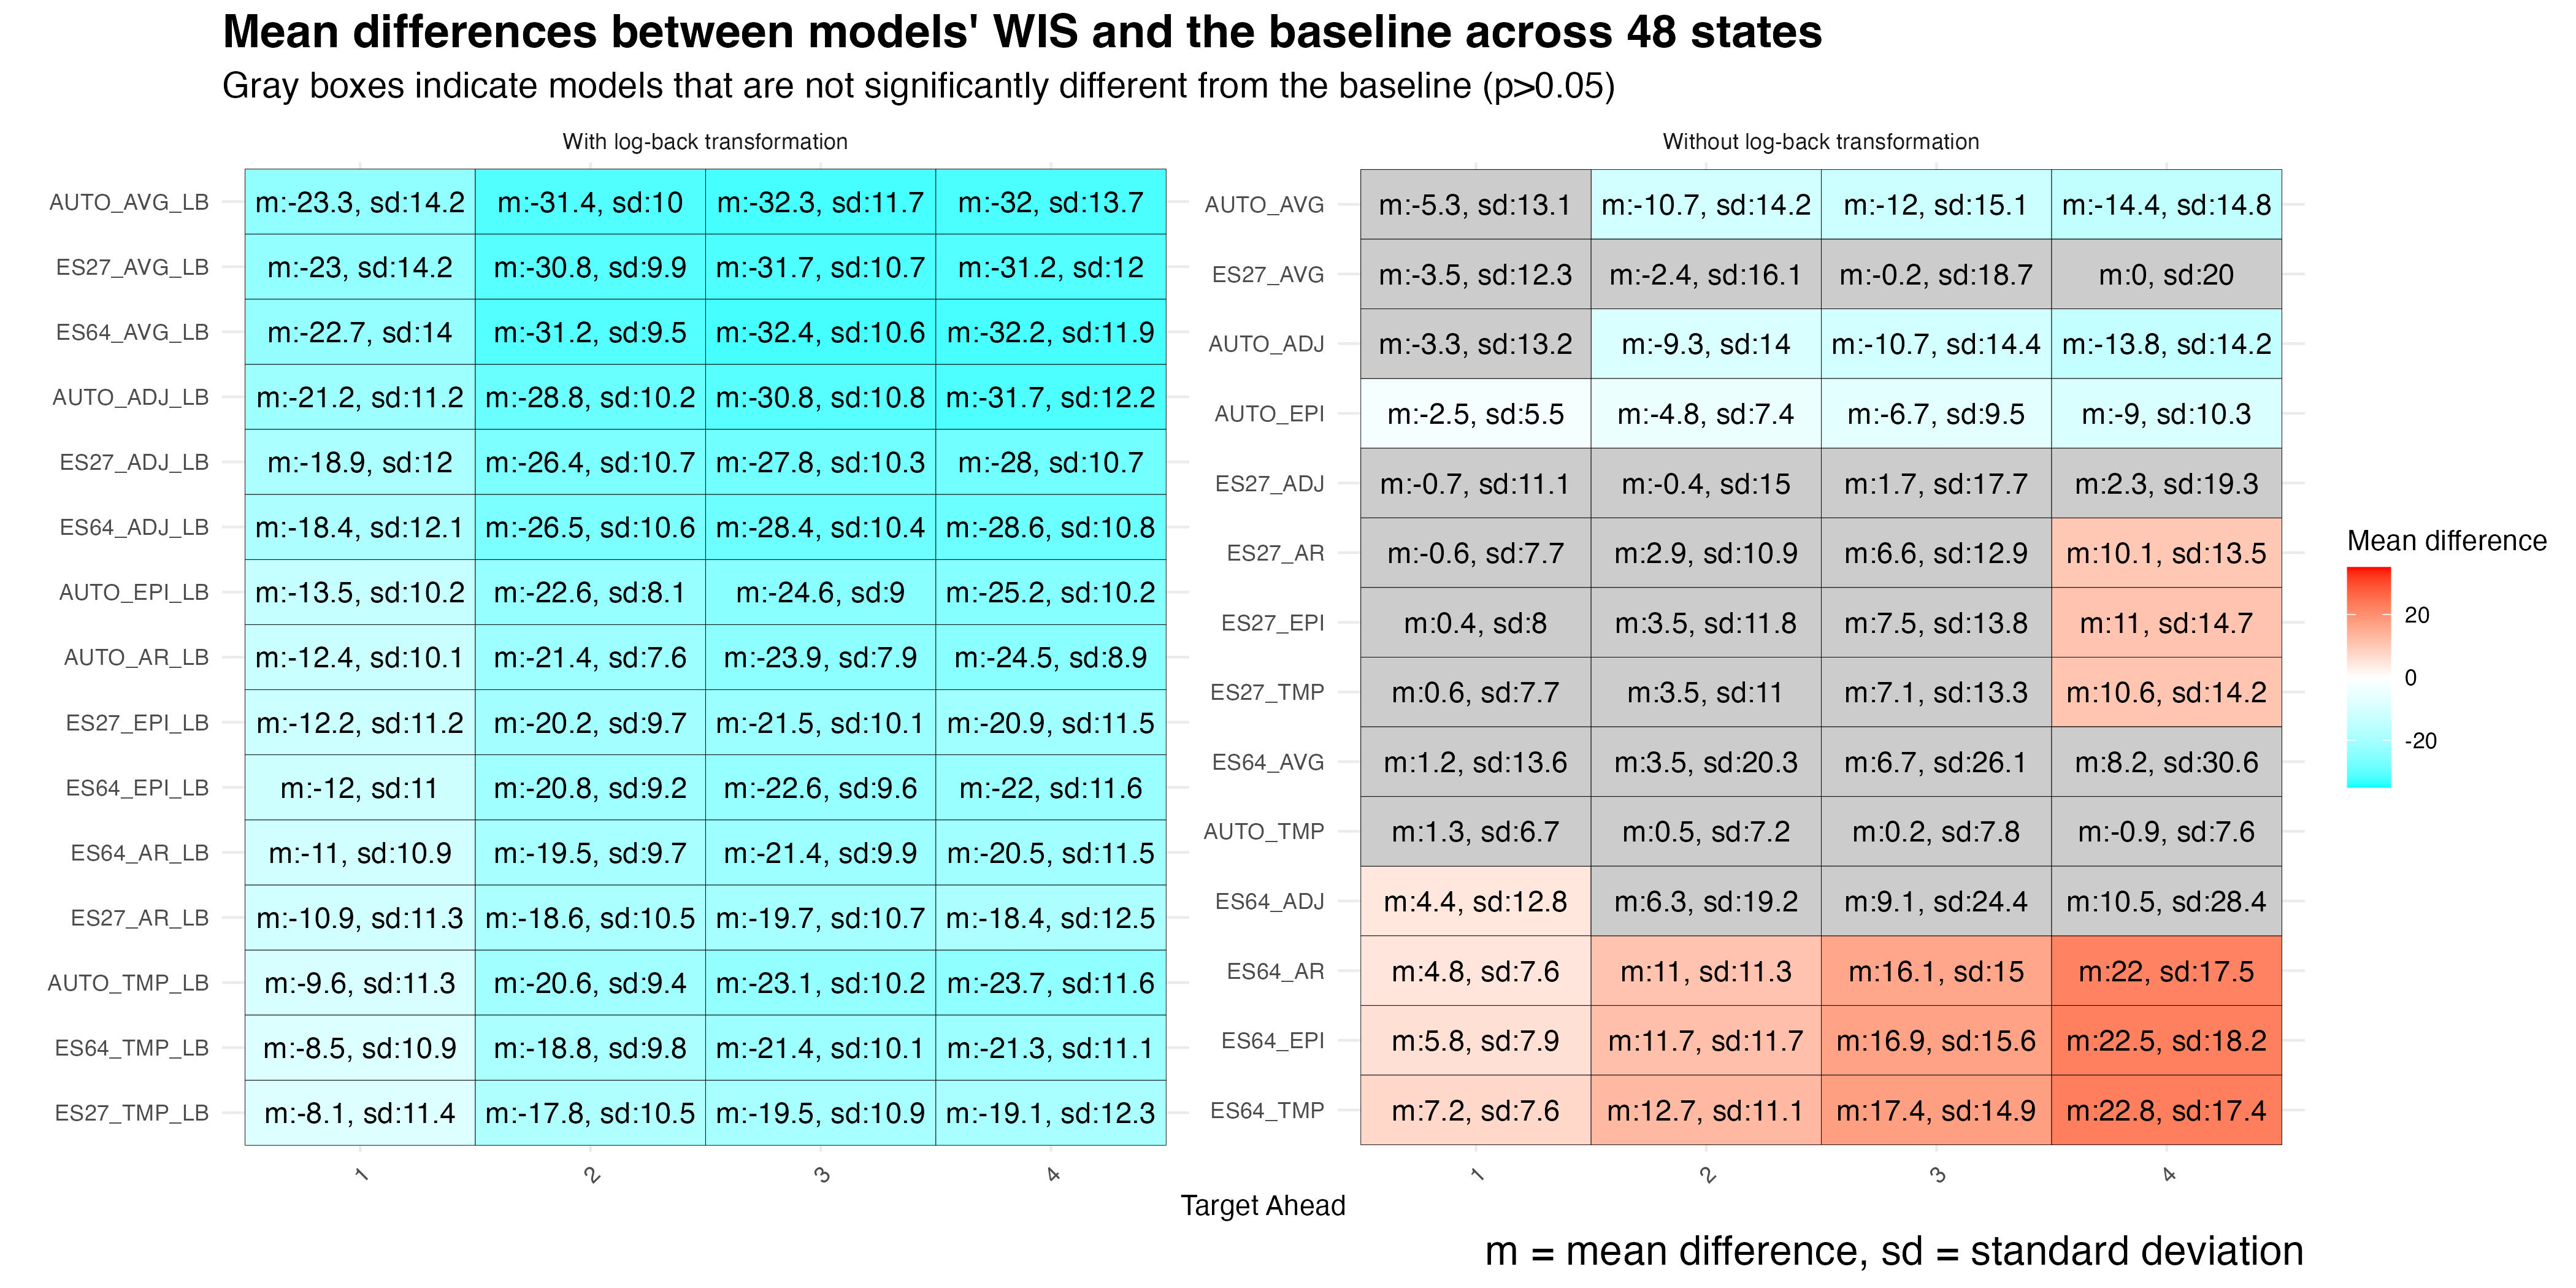 Mean differences between models' WIS and the baseline across 48 states
Gray boxes indicate models that are not significantly different from the baseline (p>0.05)
With log-back transformation
AUTO_AVG_LB m:-23.3, sd:14.2 m:-31.4, sd:10 m:-32.3, sd:11.7 m:-32, sd:13.7
ES27_AVG_LB m:-23, sd:14.2 m:-30.8, sd:9.9 m:-31.7, sd:10.7 m:-31.2, sd:12
ES64_AVG_LB m:-22.7, sd:14 m:-31.2, sd:9.5 m:-32.4, sd:10.6 m:-32.2, sd:11.9
AUTO_ADJ_LB m:-21.2, sd:11.2 m:-28.8, sd:10.2 m:-30.8, sd:10.8 m:-31.7, sd:12.2
ES27_ADJ_LB m:-18.9, sd:12 m:-26.4, sd:10.7 m:-27.8, sd:10.3 m:-28, sd:10.7
ES64_ADJ_LB m:-18.4, sd:12.1 m:-26.5, sd:10.6 m:-28.4, sd:10.4 m:-28.6, sd:10.8
AUTO_EPI_LB m:-13.5, sd:10.2 m:-22.6, sd:8.1 m:-24.6, sd:9 m:-25.2, sd:10.2
AUTO_AR_LB m:-12.4, sd:10.1 m:-21.4, sd:7.6 m:-23.9, sd:7.9 m:-24.5, sd:8.9
ES27_EPI_LB m:-12.2, sd:11.2 m:-20.2, sd:9.7 m:-21.5, sd:10.1 m:-20.9, sd:11.5
ES64_EPI_LB m:-12, sd:11 m:-20.8, sd:9.2 m:-22.6, sd:9.6 m:-22, sd:11.6
ES64_AR_LB m:-11, sd:10.9 m:-19.5, sd:9.7 m:-21.4, sd:9.9 m:-20.5, sd:11.5
ES27_AR_LB m:-10.9, sd:11.3 m:-18.6, sd:10.5 m:-19.7, sd:10.7 m:-18.4, sd:12.5
AUTO_TMP_LB m:-9.6, sd:11.3 m:-20.6, sd:9.4 m:-23.1, sd:10.2 m:-23.7, sd:11.6
ES64_TMP_LB m:-8.5, sd:10.9 m:-18.8, sd:9.8 m:-21.4, sd:10.1 m:-21.3, sd:11.1
ES27_TMP_LB m:-8.1, sd:11.4 m:-17.8, sd:10.5 m:-19.5, sd:10.9 m:-19.1, sd:12.3
1 2 3 4
Without log-back transformation
AUTO_AVG m:-5.3, sd:13.1 m:-10.7, sd:14.2 m:-12, sd:15.1 m:-14.4, sd:14.8
ES27_AVG m:-3.5, sd:12.3 m:-2.4, sd:16.1 m:-0.2, sd:18.7 m:0, sd:20
AUTO_ADJ m:-3.3, sd:13.2 m:-9.3, sd:14 m:-10.7, sd:14.4 m:-13.8, sd:14.2
AUTO_EPI m:-2.5, sd:5.5 m:-4.8, sd:7.4 m:-6.7, sd:9.5 m:-9, sd:10.3
ES27_ADJ m:-0.7, sd:11.1 m:-0.4, sd:15 m:1.7, sd:17.7 m:2.3, sd:19.3
ES27_AR m:-0.6, sd:7.7 m:2.9, sd:10.9 m:6.6, sd:12.9 m:10.1, sd:13.5
ES27_EPI m:0.4, sd:8 m:3.5, sd:11.8 m:7.5, sd:13.8 m:11, sd:14.7
ES27_TMP m:0.6, sd:7.7 m:3.5, sd:11 m:7.1, sd:13.3 m:10.6, sd:14.2
ES64_AVG m:1.2, sd:13.6 m:3.5, sd:20.3 m:6.7, sd:26.1 m:8.2, sd:30.6
AUTO_TMP m:1.3, sd:6.7 m:0.5, sd:7.2 m:0.2, sd:7.8 m:-0.9, sd:7.6
ES64_ADJ m:4.4, sd:12.8 m:6.3, sd:19.2 m:9.1, sd:24.4 m:10.5, sd:28.4
ES64_AR m:4.8, sd:7.6 m:11, sd:11.3 m:16.1, sd:15 m:22, sd:17.5
ES64_EPI m:5.8, sd:7.9 m:11.7, sd:11.7 m:16.9, sd:15.6 m:22.5, sd:18.2
ES64_TMP m:7.2, sd:7.6 m:12.7, sd:11.1 m:17.4, sd:14.9 m:22.8, sd:17.4
1 2 3 4
Target Ahead
Mean difference
20
0
-20
m = mean difference, sd = standard deviation